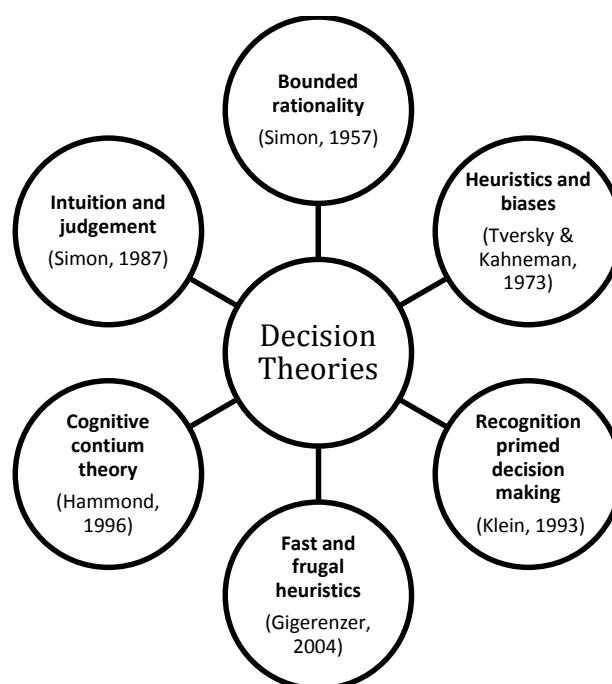 Bounded
rationality
(Simon, 1957)
Heuristics and
biases
(Tversky &
Kahneman,
1973)
Recognition
primed
decision
making
(Klein, 1993)
Fast and
frugal
heuristics
(Gigerenzer,
2004)
Cognitive
contium
theory
(Hammond,
1996)
Intuition and
judgement
(Simon, 1987)
Decision
Theories